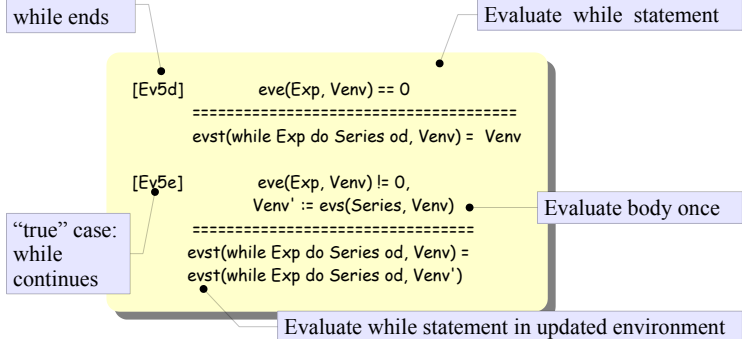 while ends
Evaluate while statement
[Ev5d] eve(Exp, Venv) == 0
======================================
evst(while Exp do Series od, Venv) = Venv
[Ev5e] eve(Exp, Venv) != 0,
Venv' := evs(Series, Venv)
Evaluate body once
“true” case:
while
continues
=================================
evst(while Exp do Series od, Venv) =
evst(while Exp do Series od, Venv')
Evaluate while statement in updated environment